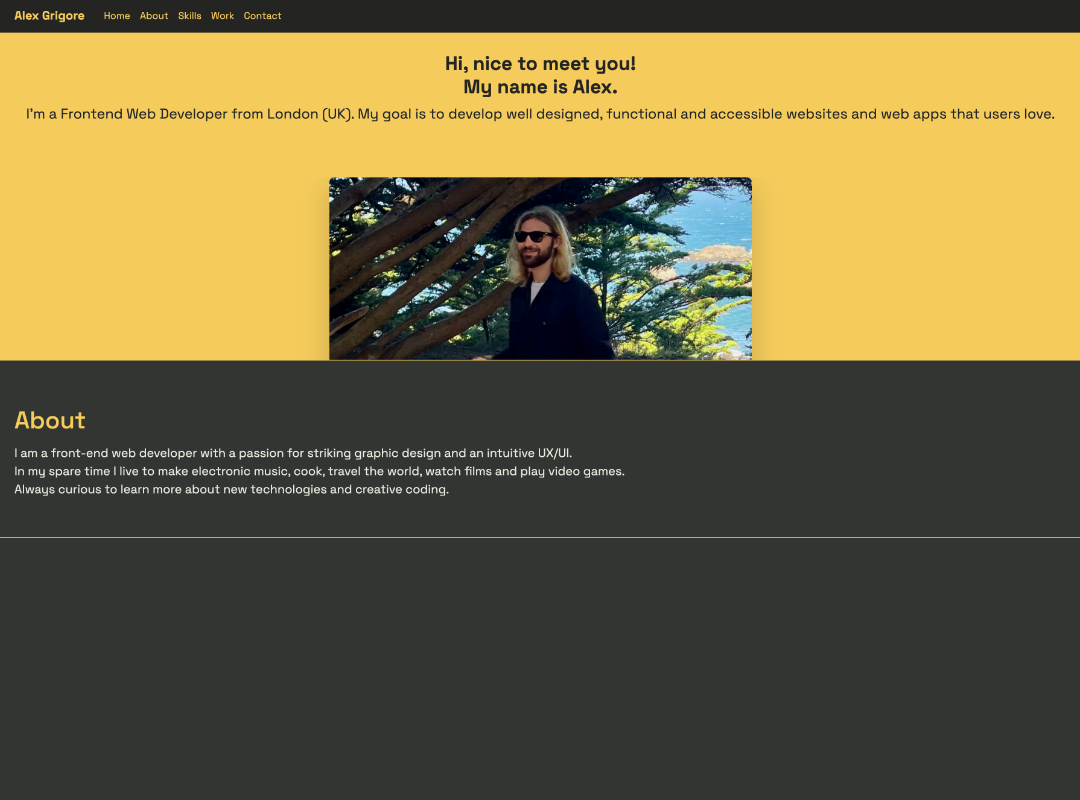 Alex Grigore Home About Skills Work Contact
Hi, nice to meet you!
My name is Alex.
I'm a Frontend Web Developer from London (UK). My goal is to develop well designed, functional and accessible websites and web apps that users love.
About
I am a front-end web developer with a passion for striking graphic design and an intuitive UX/UI.
In my spare time I live to make electronic music, cook, travel the world, watch films and play video games.
Always curious to learn more about new technologies and creative coding.